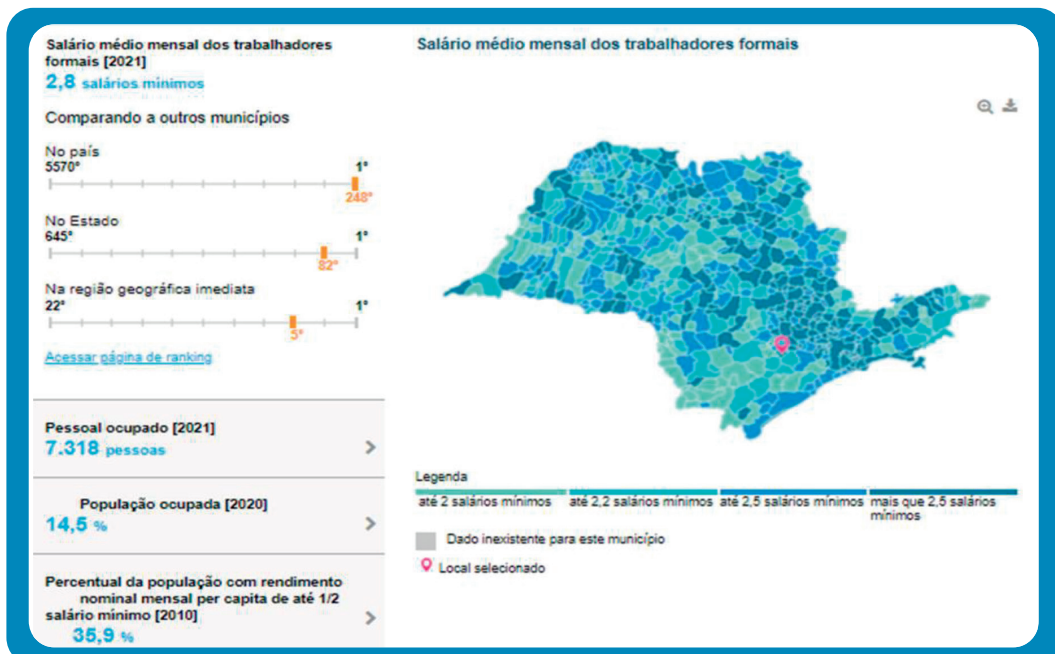 Salário médio mensal dos trabalhadores
formais [2021]
2,8 salários mínimos
Comparando a outros municípios
No país
5570° 1°
248°
No Estado
645° 1°
82°
Na região geográfica imediata
22° 1°
5°
Acessar página de ranking
Pessoal ocupado [2021]
7.318 pessoas
População ocupada [2020]
14,5 %
Percentual da população com rendimento
nominal mensal per capita de até 1/2
salário mínimo [2010]
35,9 %
Salário médio mensal dos trabalhadores formais
Legenda
até 2 salários mínimos até 2,2 salários mínimos até 2,5 salários mínimos mais que 2,5 salários
mínimos
Dado inexistente para este município
Local selecionado